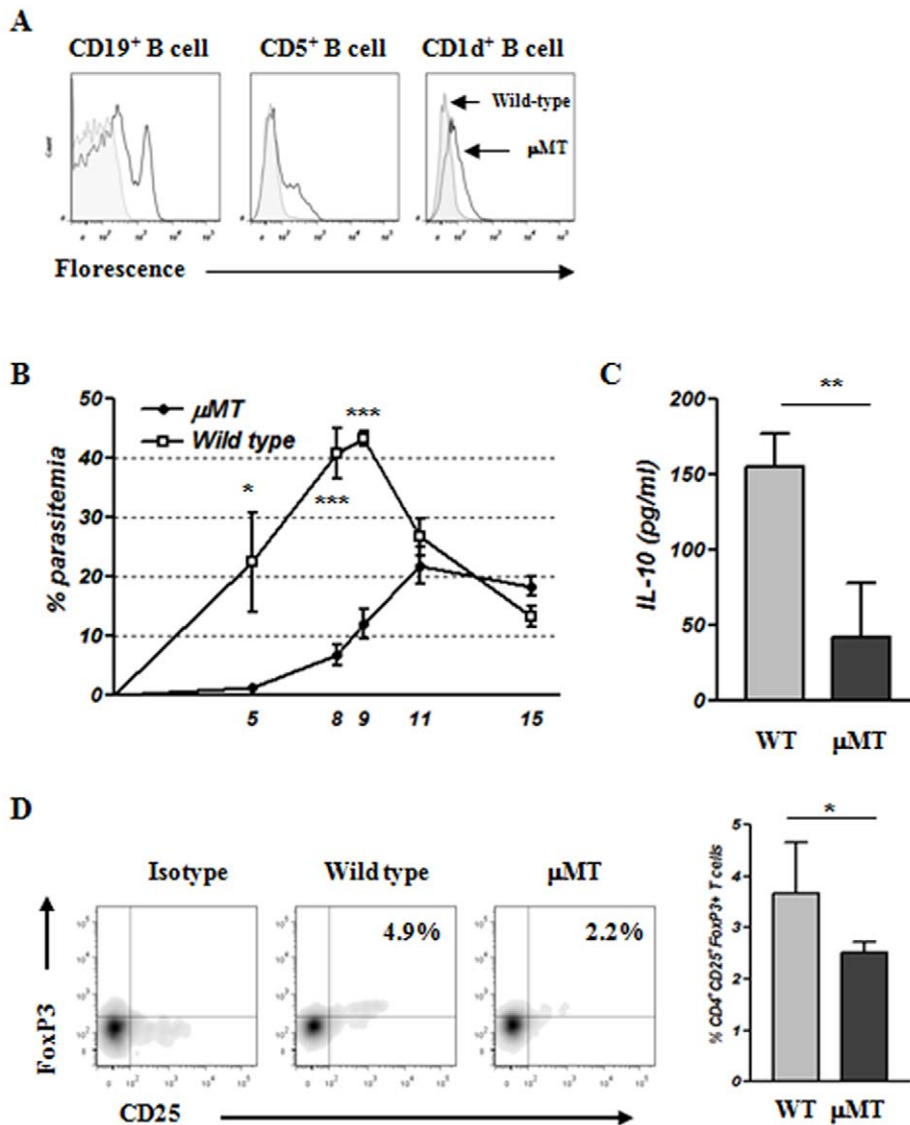 A
CD19+ B cell CD5+ B cell CD1d+ B cell
Wild-type
μMT
Count
Florescence
B
μMT
Wild type
% parasitemia
50
40
30
20
10
0
5 8 9 11 15
*
***
***
C
**
IL-10 (pg/ml)
200
150
100
50
0
WT μMT
D
Isotype Wild type μMT
4.9% 2.2%
FoxP3
CD25
*
% CD4+CD25+FoxP3+ T cells
5
4
3
2
1
0
WT μMT